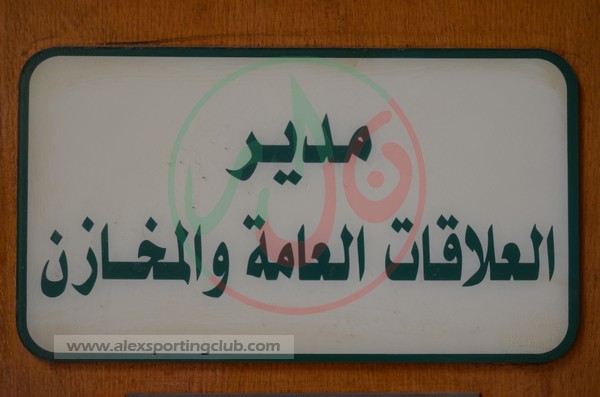 مدير
العلاقات العامة والمخازن
www.alexsportingclub.com